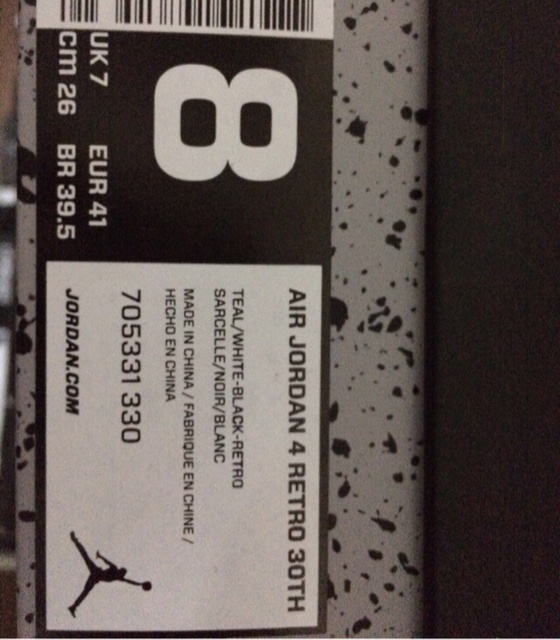 8
UK 7 EUR 41
cm 26 BR 39.5
AIR JORDAN 4 RETRO 30TH
TEAL/WHITE-BLACK-RETRO
SARCELLE/NOIR/BLANC
MADE IN CHINA / FABRIQUE EN CHINE /
HECHO EN CHINA
705331 330
JORDAN.COM